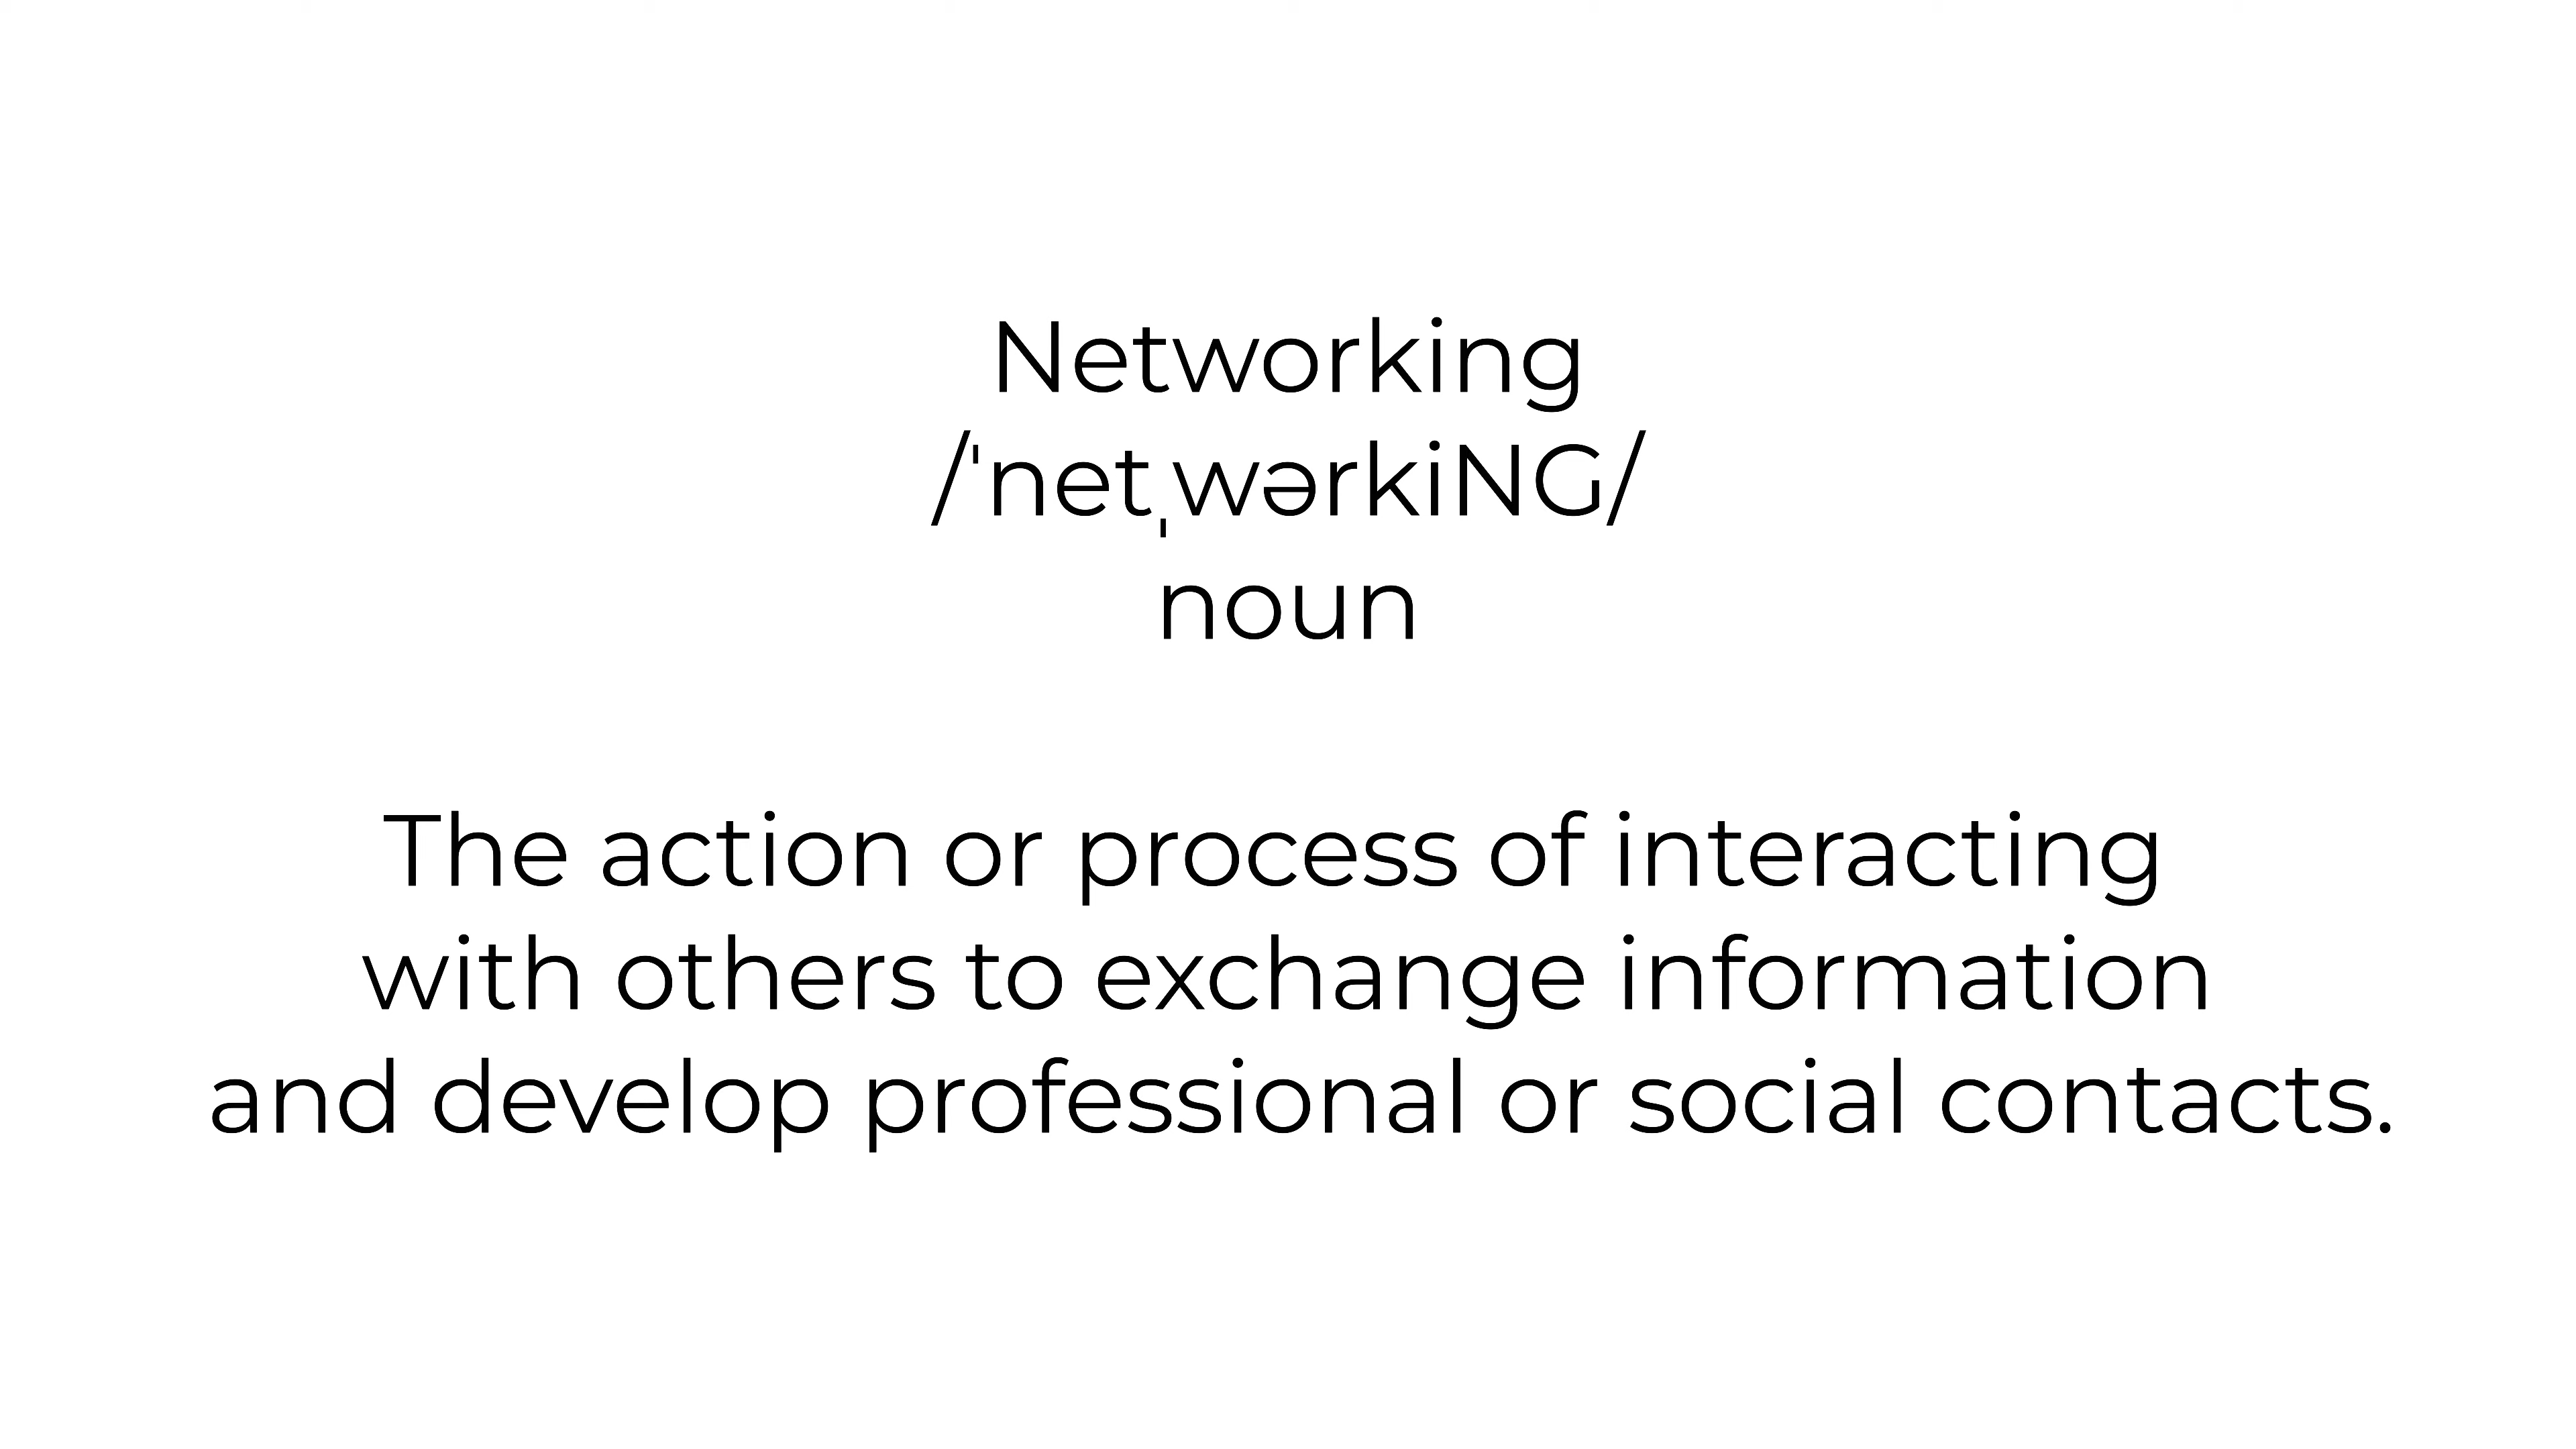 Networking
/ˈnetˌwərkiNG/
noun
The action or process of interacting
with others to exchange information
and develop professional or social contacts.